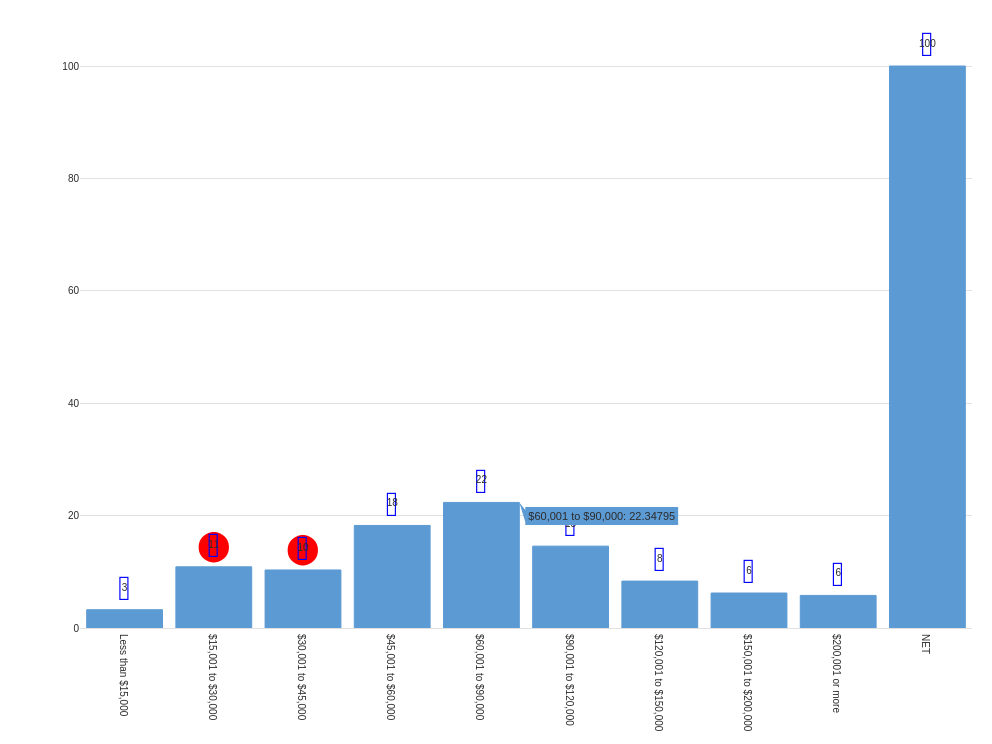 100
100
80
60
40
22
18
20
$60,001 to $90,000: 22.34795
11
10
8
6
6
3
0
Less than $15,000
$15,001 to $30,000
$30,001 to $45,000
$45,001 to $60,000
$60,001 to $90,000
$90,001 to $120,000
$120,001 to $150,000
$150,001 to $200,000
$200,001 or more
NET